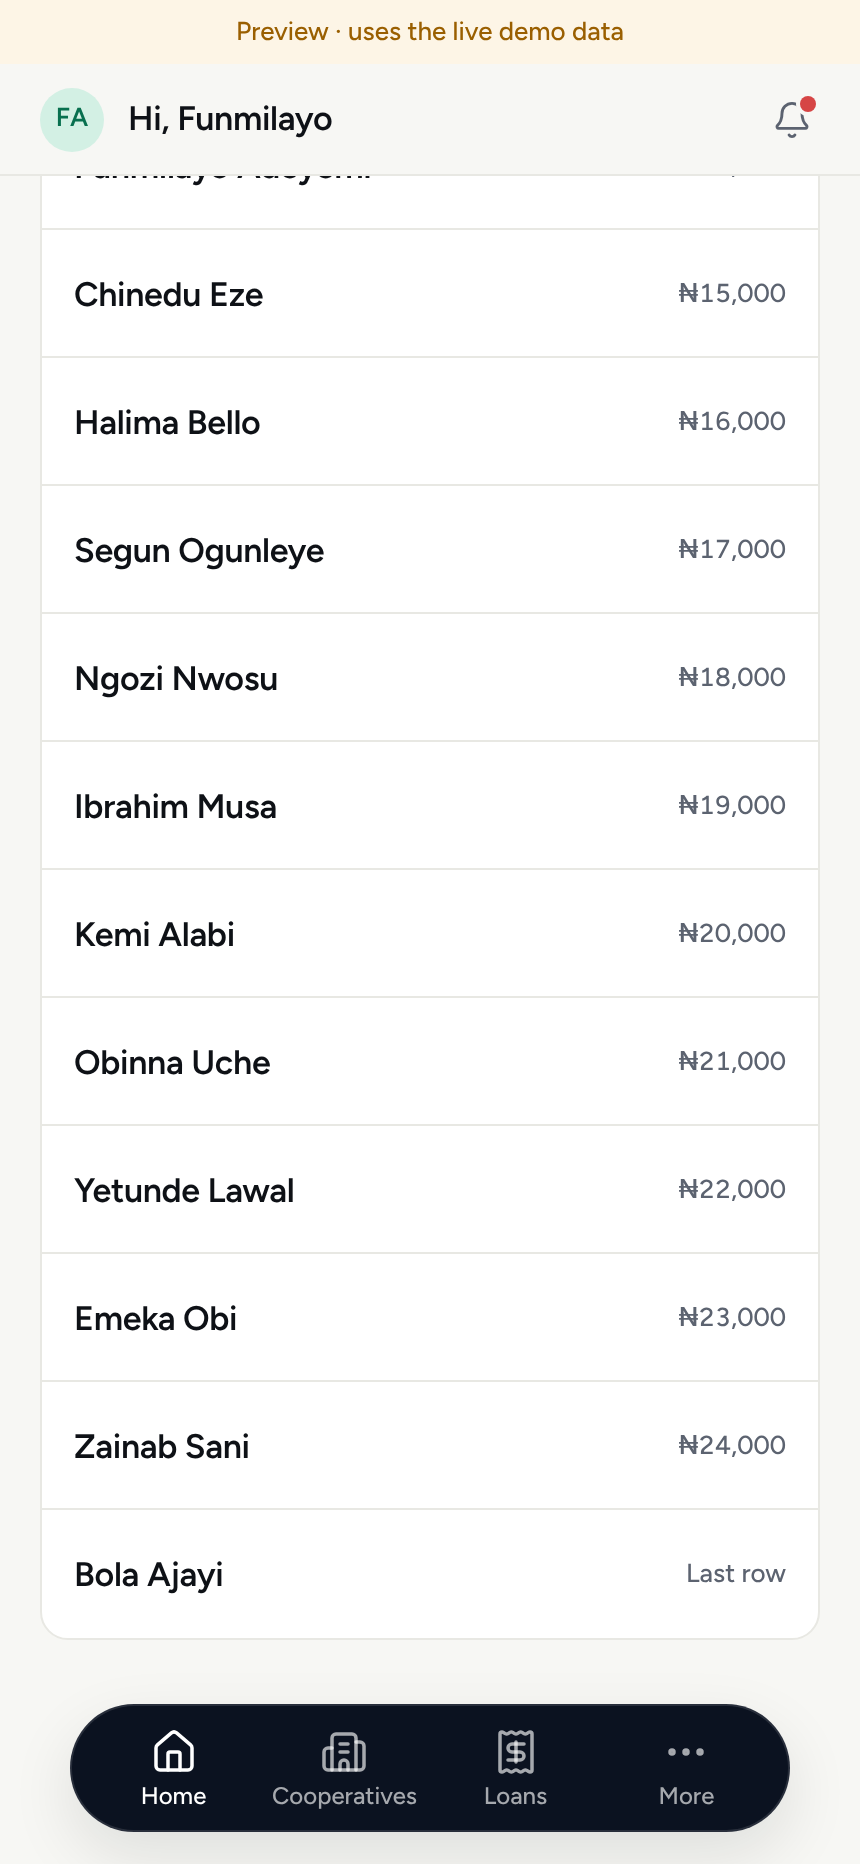 Preview · uses the live demo data
FA
Hi, Funmilayo
Chinedu Eze
₦15,000
Halima Bello
₦16,000
Segun Ogunleye
₦17,000
Ngozi Nwosu
₦18,000
Ibrahim Musa
₦19,000
Kemi Alabi
₦20,000
Obinna Uche
₦21,000
Yetunde Lawal
₦22,000
Emeka Obi
₦23,000
Zainab Sani
₦24,000
Bola Ajayi
Last row
Home
Cooperatives
Loans
More